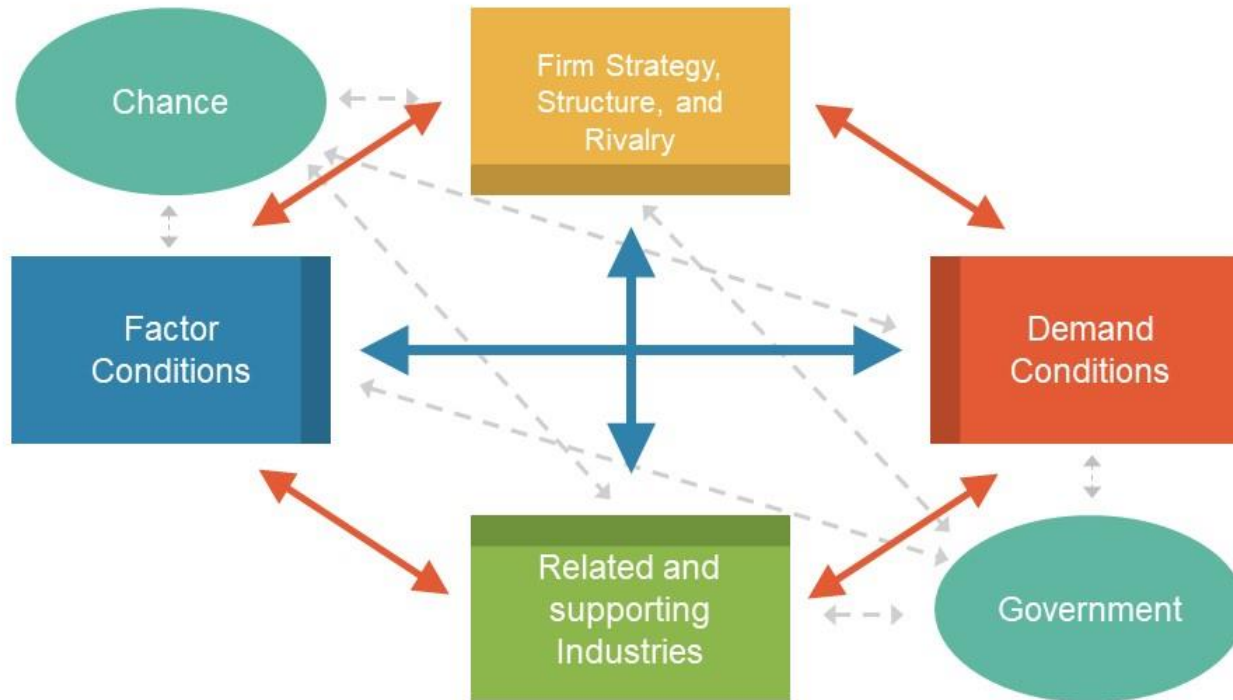 Chance
Firm Strategy,
Structure, and
Rivalry
Factor
Conditions
Demand
Conditions
Related and
supporting
Industries
Government